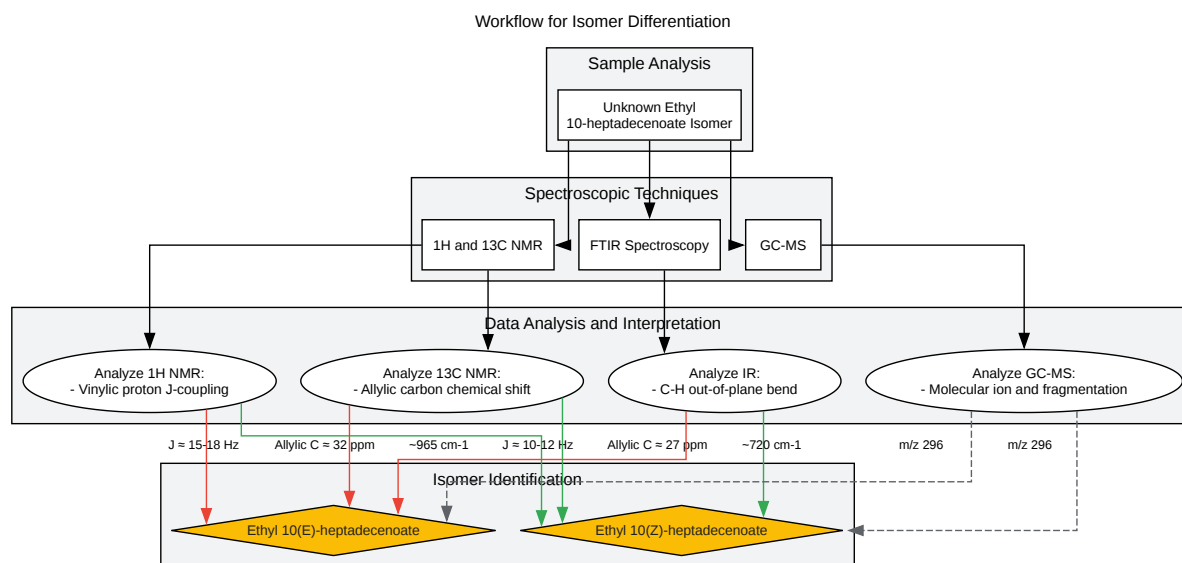 Workflow for Isomer Differentiation
Sample Analysis
Unknown Ethyl
10-heptadecenoate Isomer
Spectroscopic Techniques
1H and 13C NMR
FTIR Spectroscopy
GC-MS
Data Analysis and Interpretation
Analyze 1H NMR:
- Vinylic proton J-coupling
Analyze 13C NMR:
- Allylic carbon chemical shift
Analyze IR:
- C-H out-of-plane bend
Analyze GC-MS:
- Molecular ion and fragmentation
J ≈ 15-18 Hz
Allylic C ≈ 32 ppm
~965 cm-1
J ≈ 10-12 Hz
Allylic C ≈ 27 ppm
~720 cm-1
m/z 296
m/z 296
Isomer Identification
Ethyl 10(E)-heptadecenoate
Ethyl 10(Z)-heptadecenoate